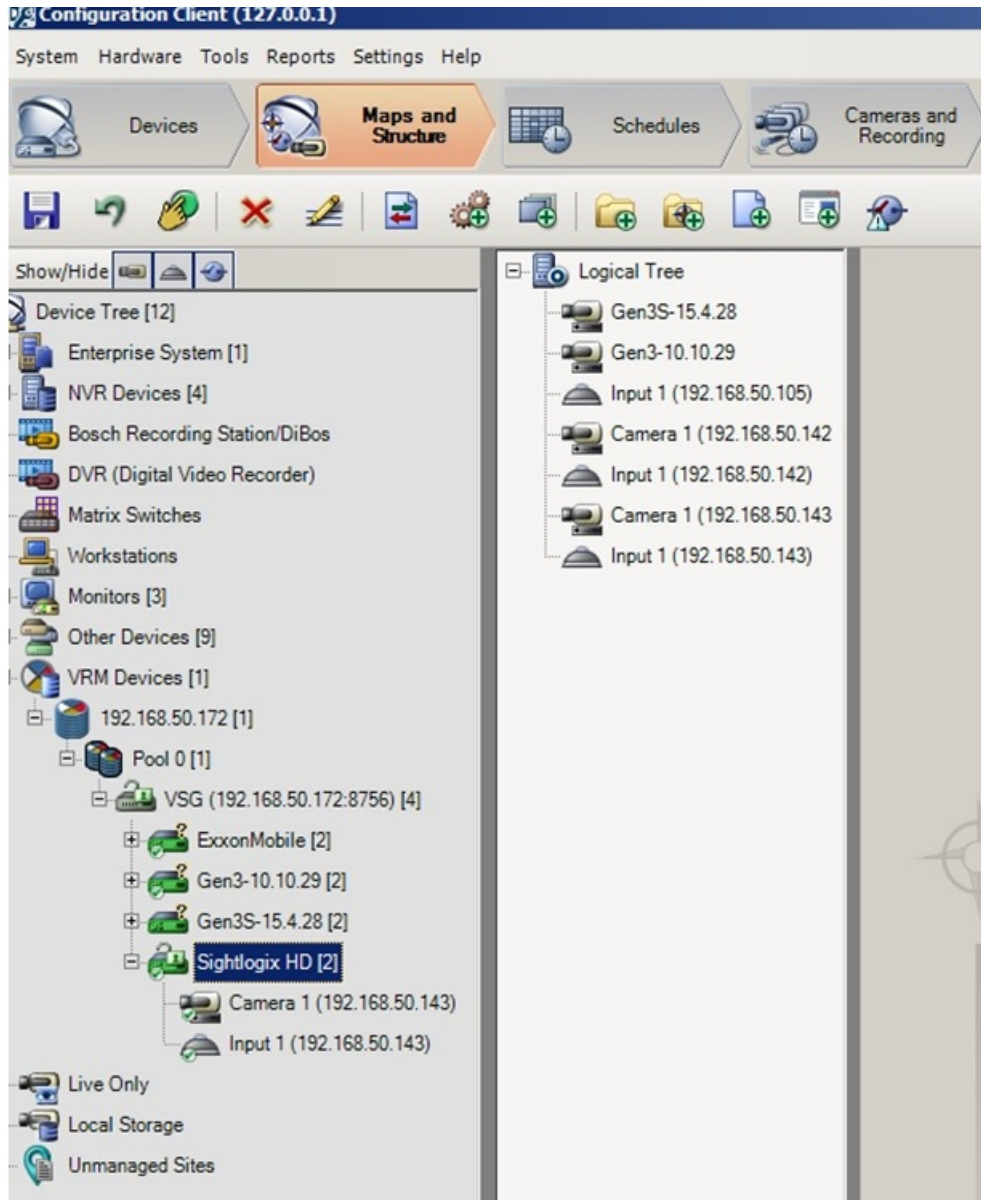 Configuration Client (127.0.0.1)
System Hardware Tools Reports Settings Help
Devices
Maps and
Structure
Schedules
Cameras and
Recording
Show/Hide
Device Tree [12]
Enterprise System [1]
NVR Devices [4]
Bosch Recording Station/DiBos
DVR (Digital Video Recorder)
Matrix Switches
Workstations
Monitors [3]
Other Devices [9]
VRM Devices [1]
192.168.50.172 [1]
Pool 0 [1]
VSG (192.168.50.172:8756) [4]
ExxonMobile [2]
Gen3-10.10.29 [2]
Gen3S-15.4.28 [2]
Sightlogix HD [2]
Camera 1 (192.168.50.143)
Input 1 (192.168.50.143)
Live Only
Local Storage
Unmanaged Sites
Logical Tree
Gen3S-15.4.28
Gen3-10.10.29
Input 1 (192.168.50.105)
Camera 1 (192.168.50.142
Input 1 (192.168.50.142)
Camera 1 (192.168.50.143
Input 1 (192.168.50.143)